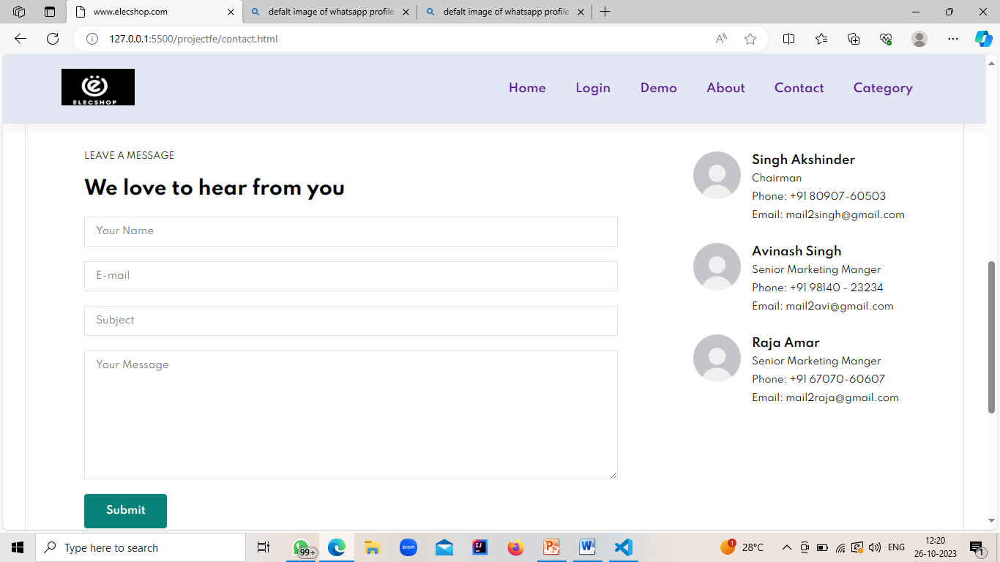 www.elecshop.com
defalt image of whatsapp profile
defalt image of whatsapp profile
127.0.0.1:5500/projectfe/contact.html
ë
ELECSHOP
Home Login Demo About Contact Category
LEAVE A MESSAGE
We love to hear from you
Your Name
E-mail
Subject
Your Message
Submit
Singh Akshinder
Chairman
Phone: +91 80907-60503
Email: mail2singh@gmail.com
Avinash Singh
Senior Marketing Manger
Phone: +91 98140 - 23234
Email: mail2avi@gmail.com
Raja Amar
Senior Marketing Manger
Phone: +91 67070-60607
Email: mail2raja@gmail.com
Type here to search
99+
zoom
IJ
P
W
1
28°C
ENG
12:20
26-10-2023
1